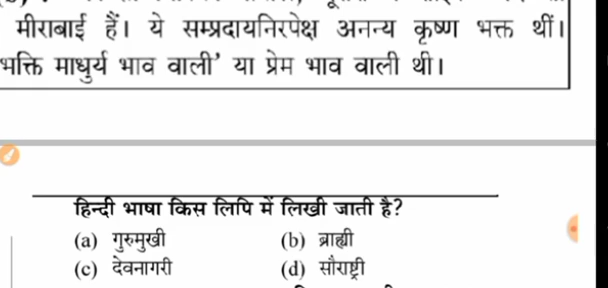 मीराबाई हैं। ये सम्प्रदायनिरपेक्ष अनन्य कृष्ण भक्त थीं।
भक्ति माधुर्य भाव वाली’ या प्रेम भाव वाली थी।
हिन्दी भाषा किस लिपि में लिखी जाती है?
(a) गुरुमुखी (b) ब्राह्मी
(c) देवनागरी (d) सौराष्ट्री